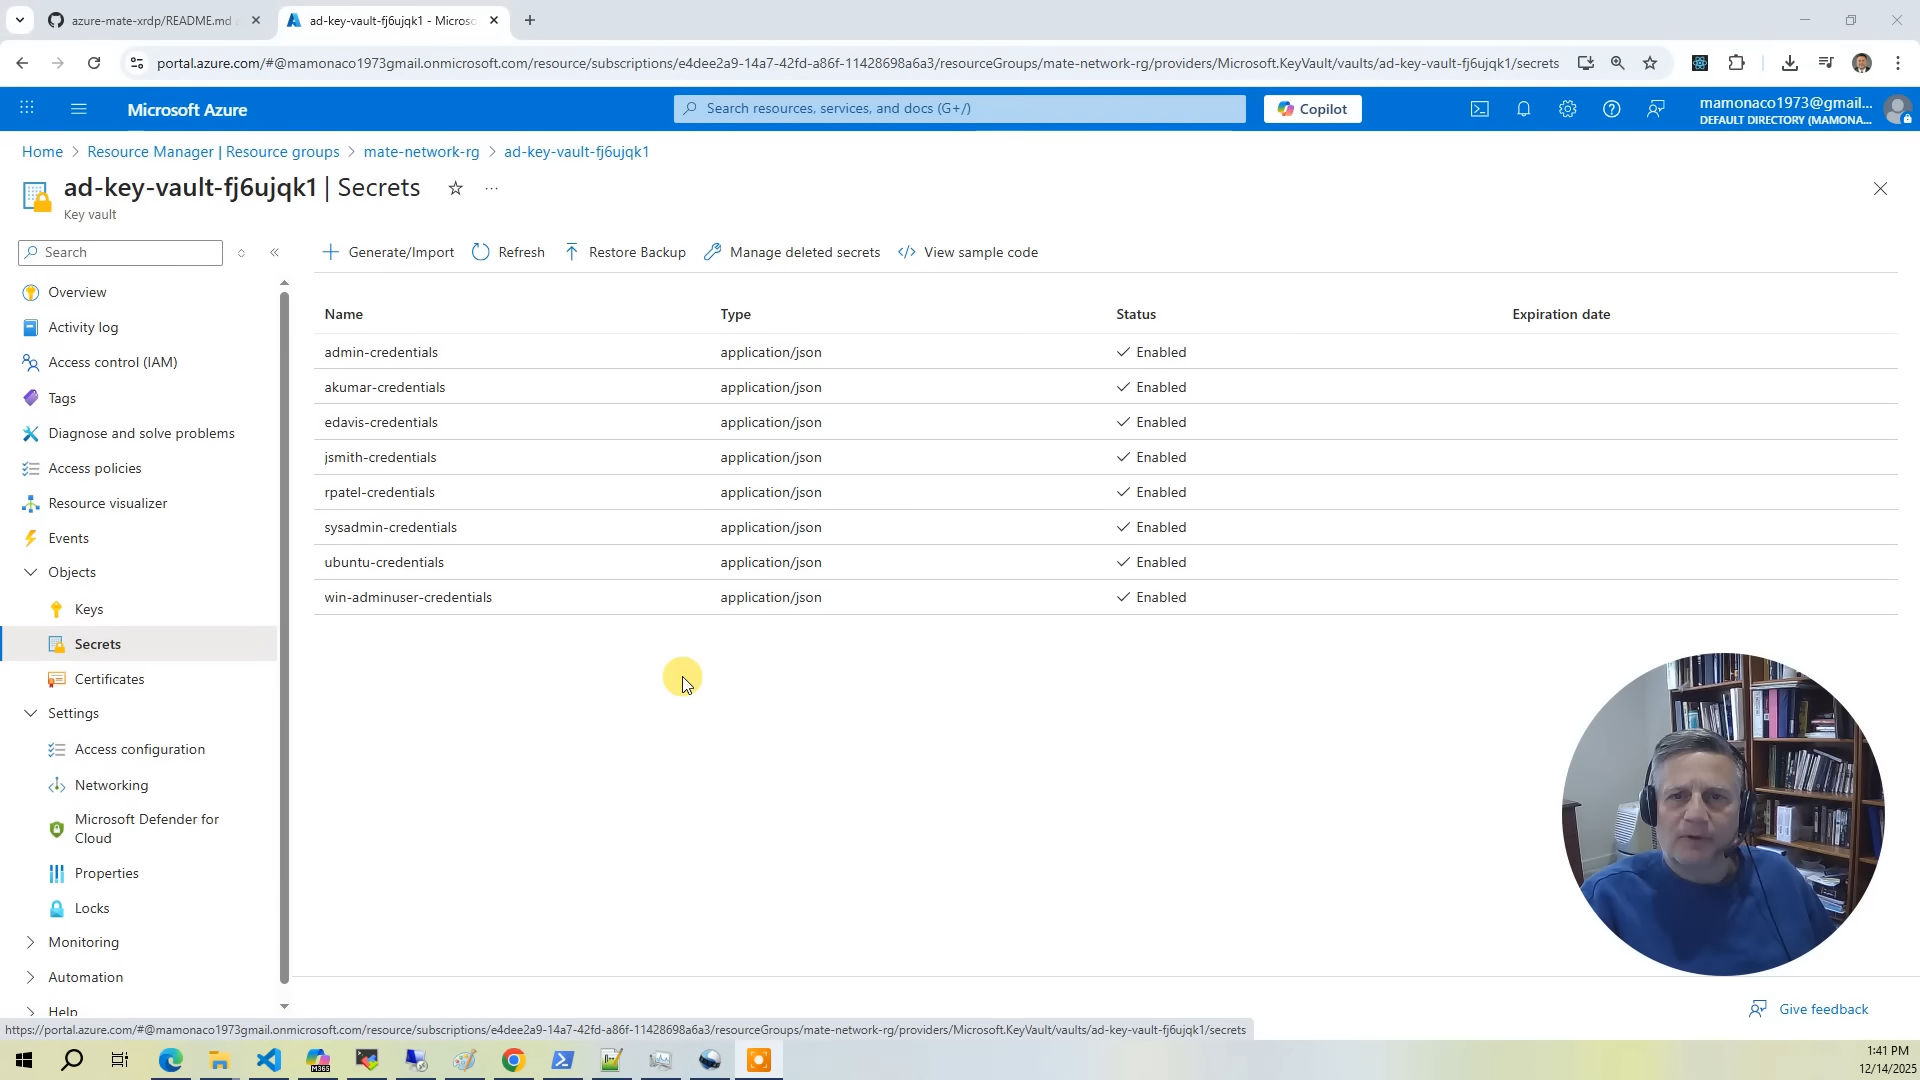 azure-mate-xrdp/README.md
ad-key-vault-fj6ujqk1 - Microso
portal.azure.com/#@mamonaco1973gmail.onmicrosoft.com/resource/subscriptions/e4dee2a9-14a7-42fd-a86f-11428698a6a3/resourceGroups/mate-network-rg/providers/Microsoft.KeyVault/vaults/ad-key-vault-fj6ujqk1/secrets
Microsoft Azure
Search resources, services, and docs (G+/)
Copilot
mamonaco1973@gmail...
DEFAULT DIRECTORY (MAMONA...
Home > Resource Manager | Resource groups > mate-network-rg > ad-key-vault-fj6ujqk1
ad-key-vault-fj6ujqk1 | Secrets
Key vault
Search
Generate/Import Refresh Restore Backup Manage deleted secrets View sample code
Overview
Activity log
Access control (IAM)
Tags
Diagnose and solve problems
Access policies
Resource visualizer
Events
Objects
Keys
Secrets
Certificates
Settings
Access configuration
Networking
Microsoft Defender for
Cloud
Properties
Locks
Monitoring
Automation
Help
Name Type Status Expiration date
admin-credentials application/json Enabled
akumar-credentials application/json Enabled
edavis-credentials application/json Enabled
jsmith-credentials application/json Enabled
rpatel-credentials application/json Enabled
sysadmin-credentials application/json Enabled
ubuntu-credentials application/json Enabled
win-adminuser-credentials application/json Enabled
Give feedback
https://portal.azure.com/#@mamonaco1973gmail.onmicrosoft.com/resource/subscriptions/e4dee2a9-14a7-42fd-a86f-11428698a6a3/resourceGroups/mate-network-rg/providers/Microsoft.KeyVault/vaults/ad-key-vault-fj6ujqk1/secrets
M365
1:41 PM
12/14/2025